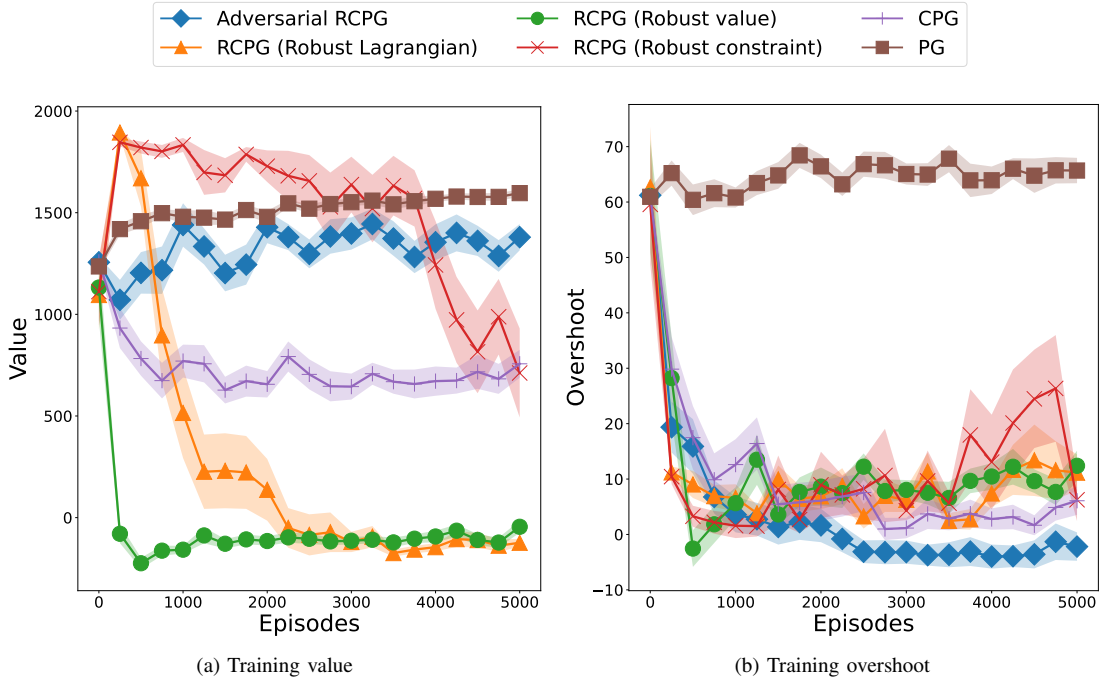 Adversarial RCPG
RCPG (Robust Lagrangian)
RCPG (Robust value)
RCPG (Robust constraint)
CPG
PG
Value
2000
1500
1000
500
0
0 1000 2000 3000 4000 5000
Episodes
(a) Training value
Overshoot
70
60
50
40
30
20
10
0
−10
0 1000 2000 3000 4000 5000
Episodes
(b) Training overshoot